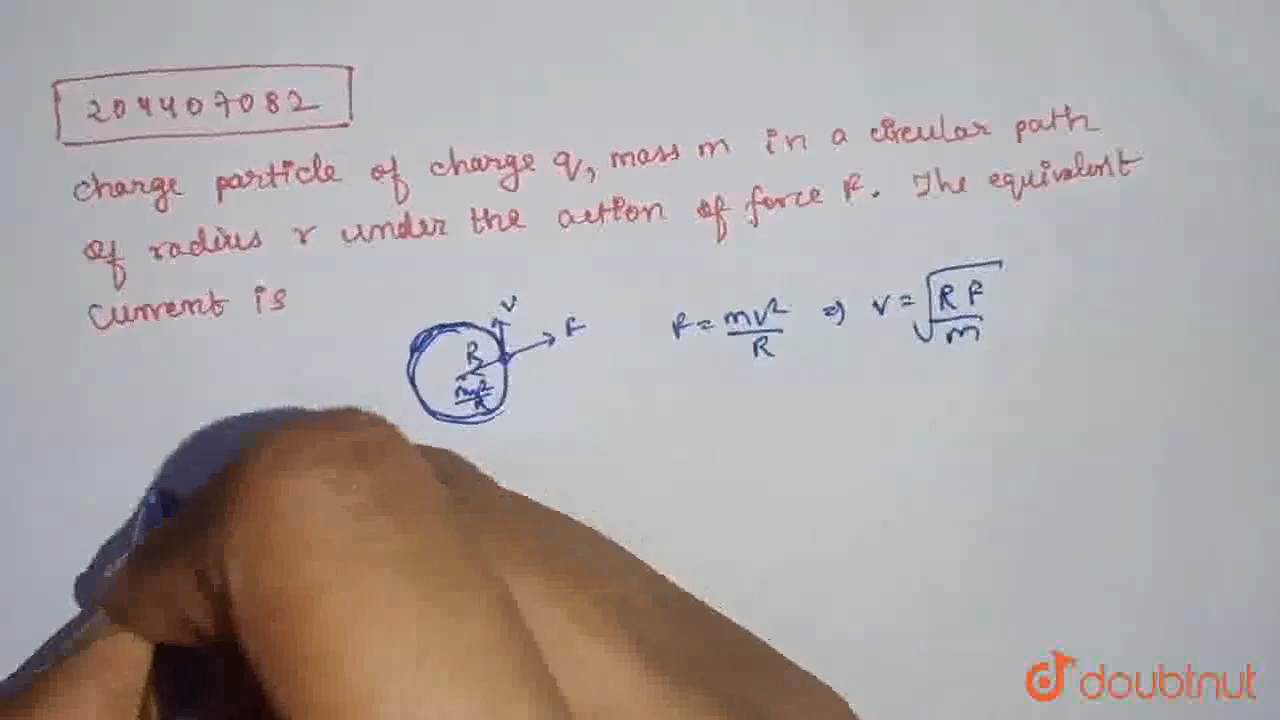 204407082
charge particle of charge q, mass m in a circular path
of radius r under the action of force F. The equivalent
current is
V
F
R
mv²/R
F = mv²/R ⇒ V = √(RF/m)
doubtnut